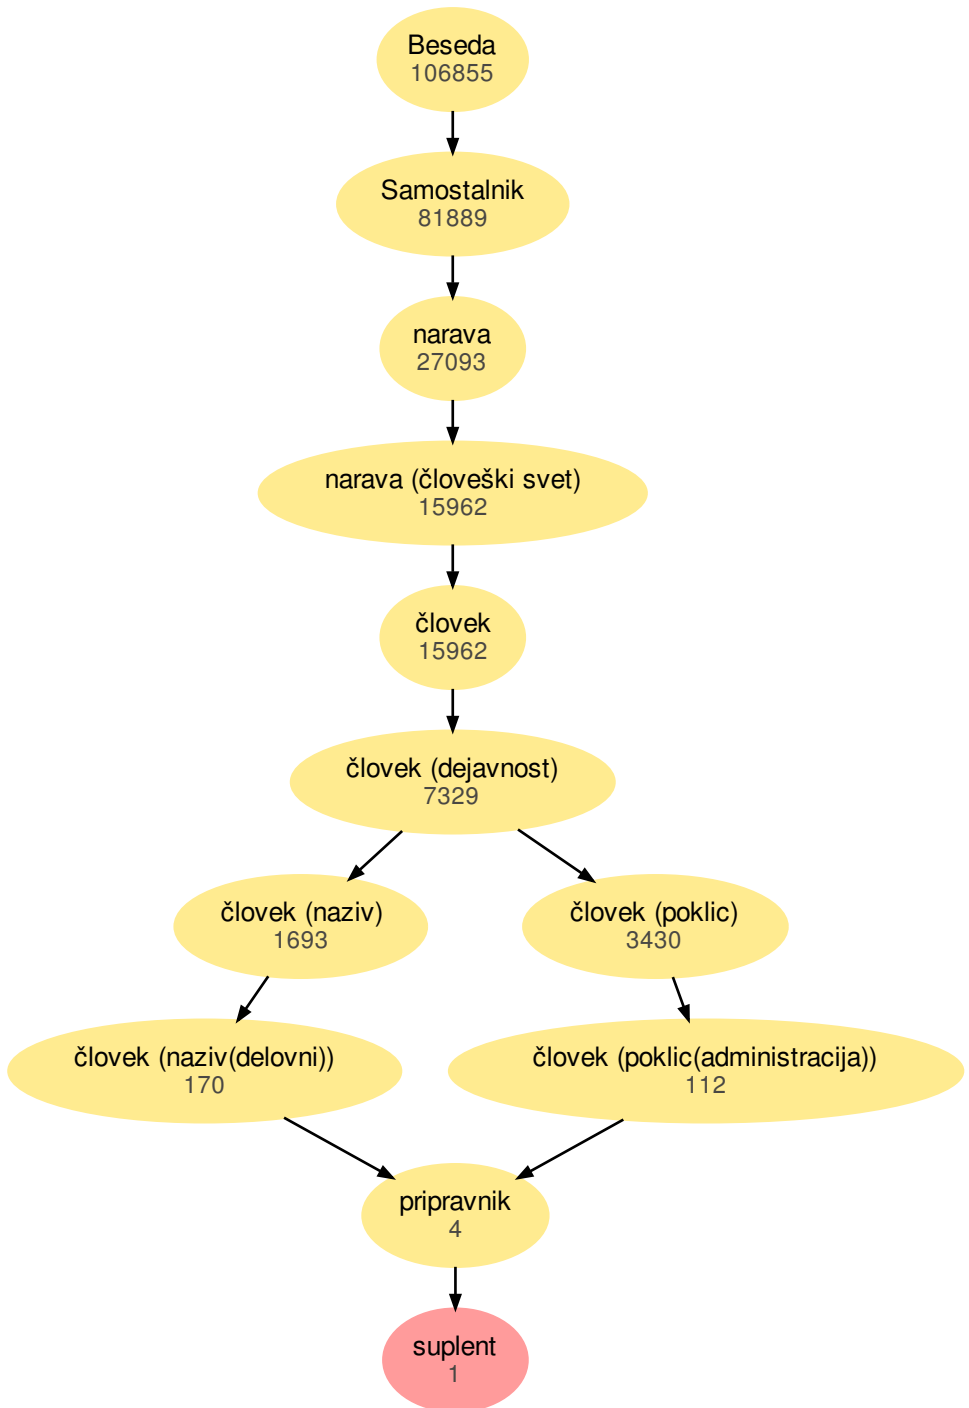 Beseda
106855
Samostalnik
81889
narava
27093
narava (človeški svet)
15962
človek
15962
človek (dejavnost)
7329
človek (naziv)
1693
človek (poklic)
3430
človek (naziv(delovni))
170
človek (poklic(administracija))
112
pripravnik
4
suplent
1